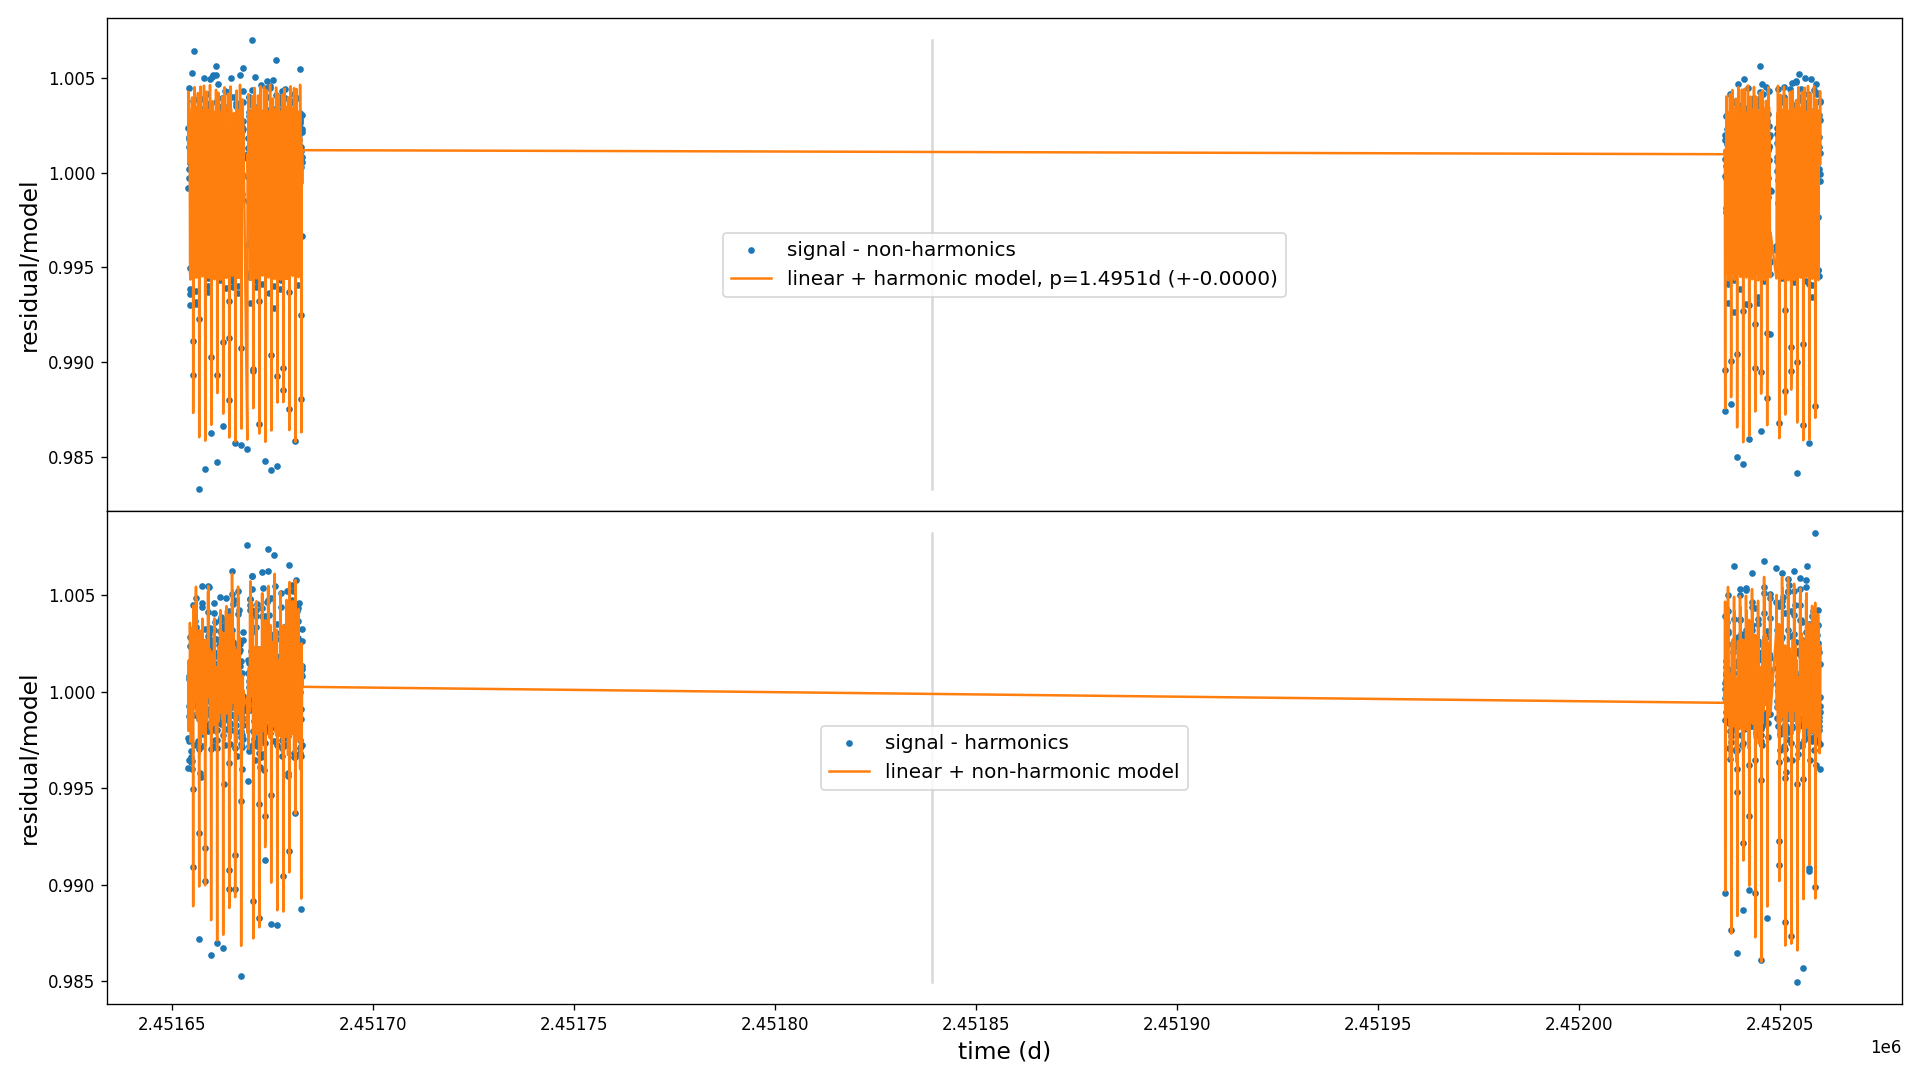 1.005
1.000
0.995
0.990
0.985
residual/model
signal - non-harmonics
linear + harmonic model, p=1.4951d (+-0.0000)
1.005
1.000
0.995
0.990
0.985
residual/model
signal - harmonics
linear + non-harmonic model
2.45165 2.45170 2.45175 2.45180 2.45185 2.45190 2.45195 2.45200 2.45205
1e6
time (d)